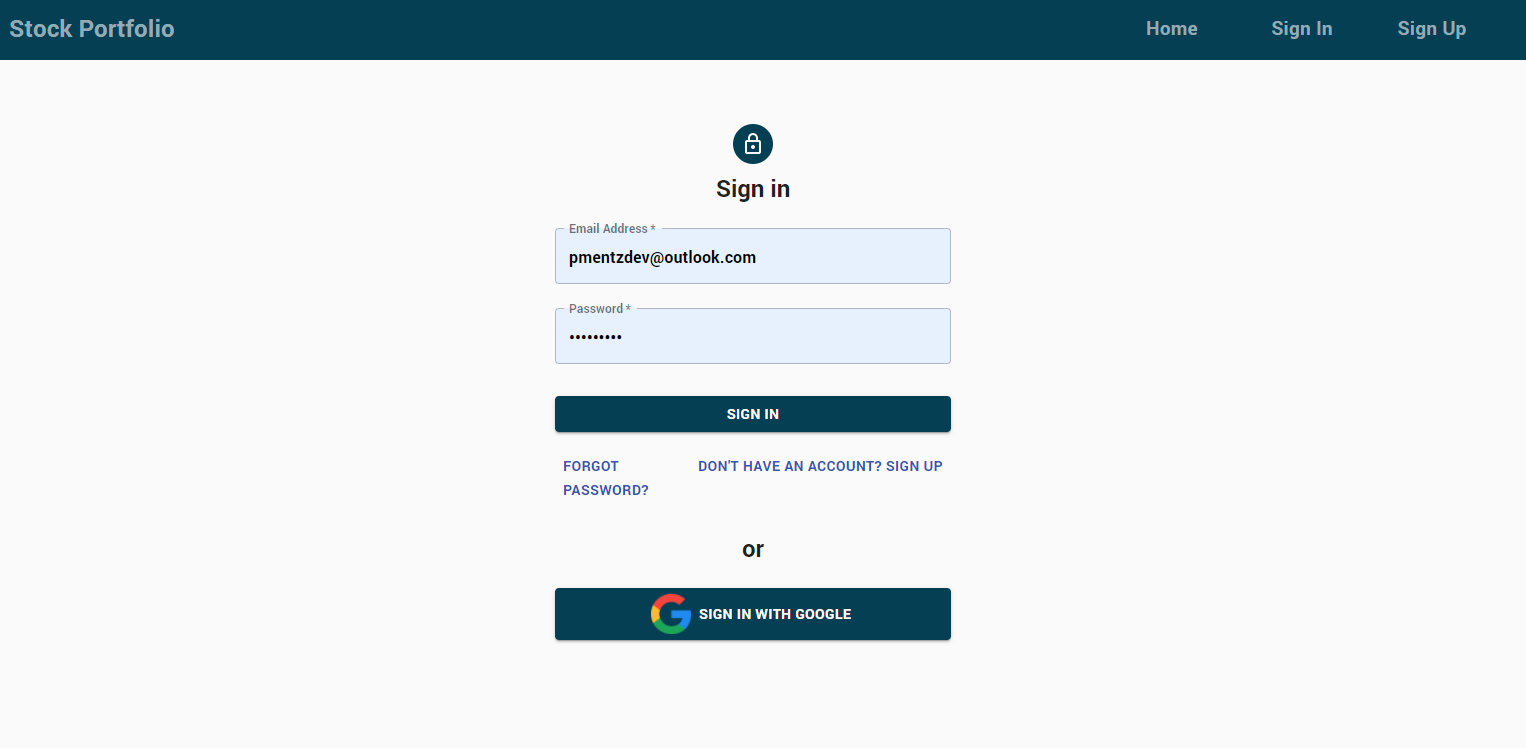 Stock Portfolio
Home
Sign In
Sign Up
Sign in
Email Address *
pmentzdev@outlook.com
Password *
•••••••••
SIGN IN
FORGOT
PASSWORD?
DON'T HAVE AN ACCOUNT? SIGN UP
or
SIGN IN WITH GOOGLE